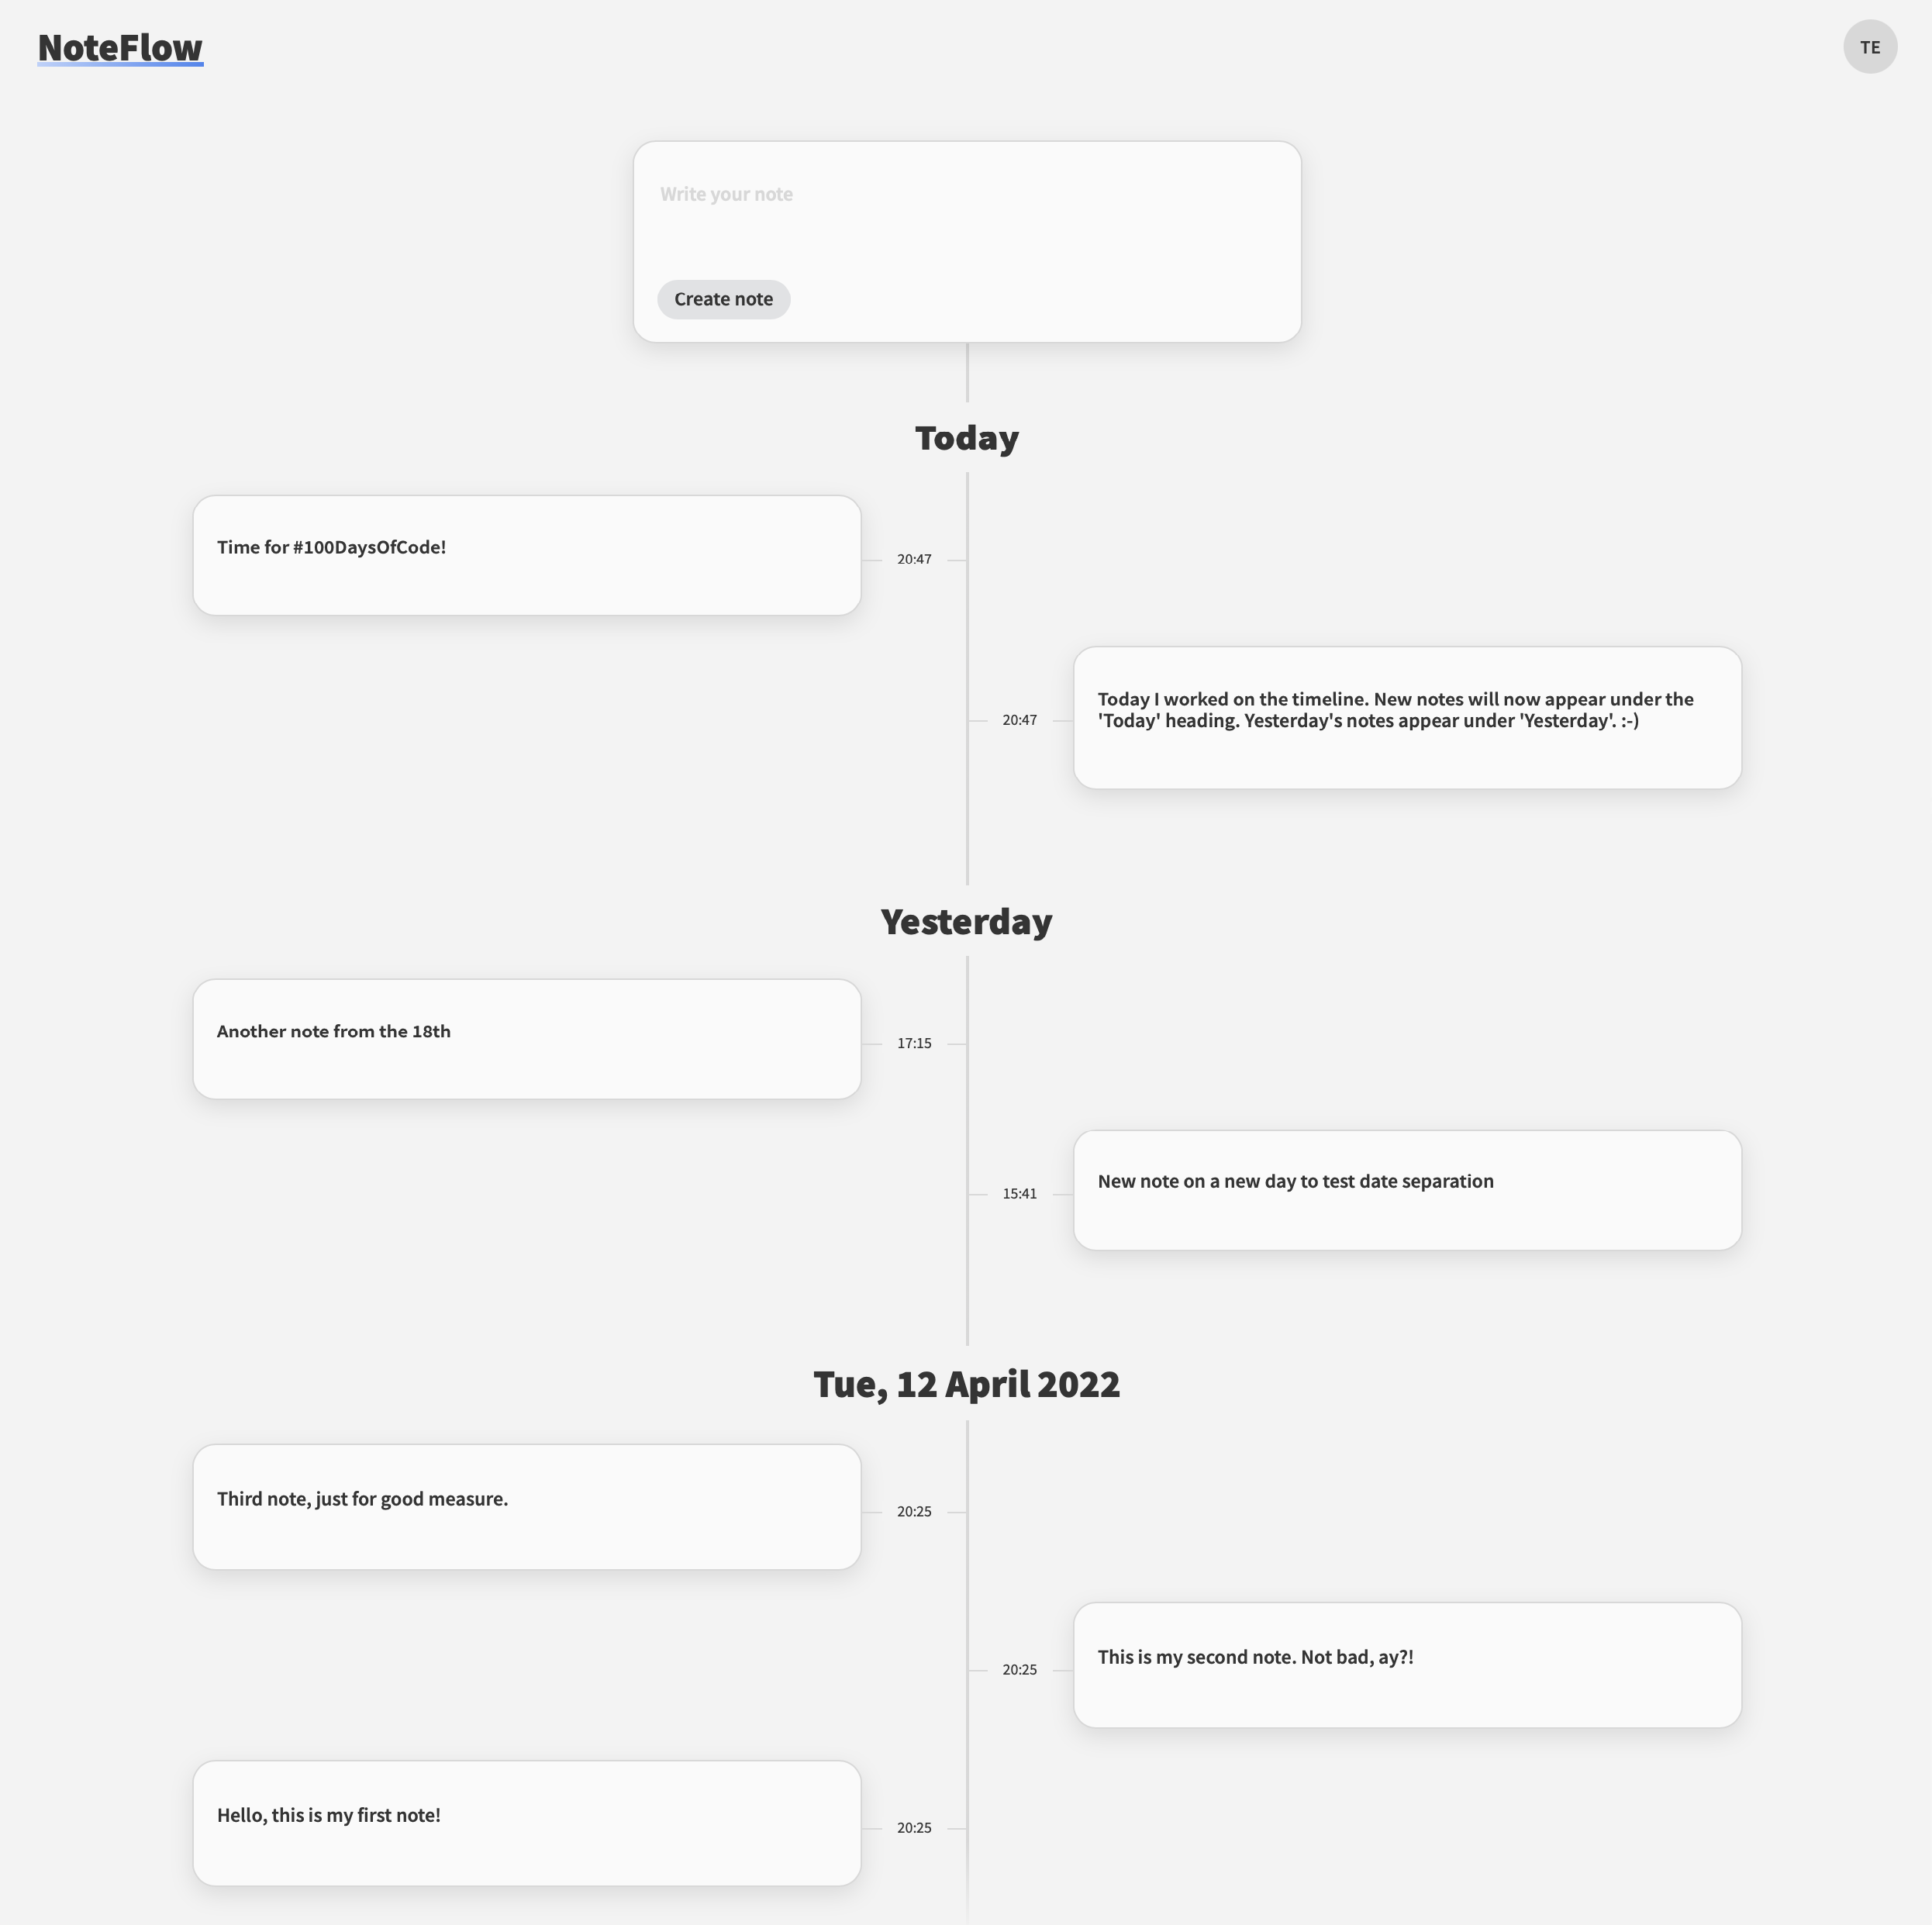 NoteFlow
TE
Write your note
Create note
Today
Time for #100DaysOfCode!
20:47
20:47
Today I worked on the timeline. New notes will now appear under the
'Today' heading. Yesterday's notes appear under 'Yesterday'. :-)
Yesterday
Another note from the 18th
17:15
15:41
New note on a new day to test date separation
Tue, 12 April 2022
Third note, just for good measure.
20:25
20:25
This is my second note. Not bad, ay?!
Hello, this is my first note!
20:25